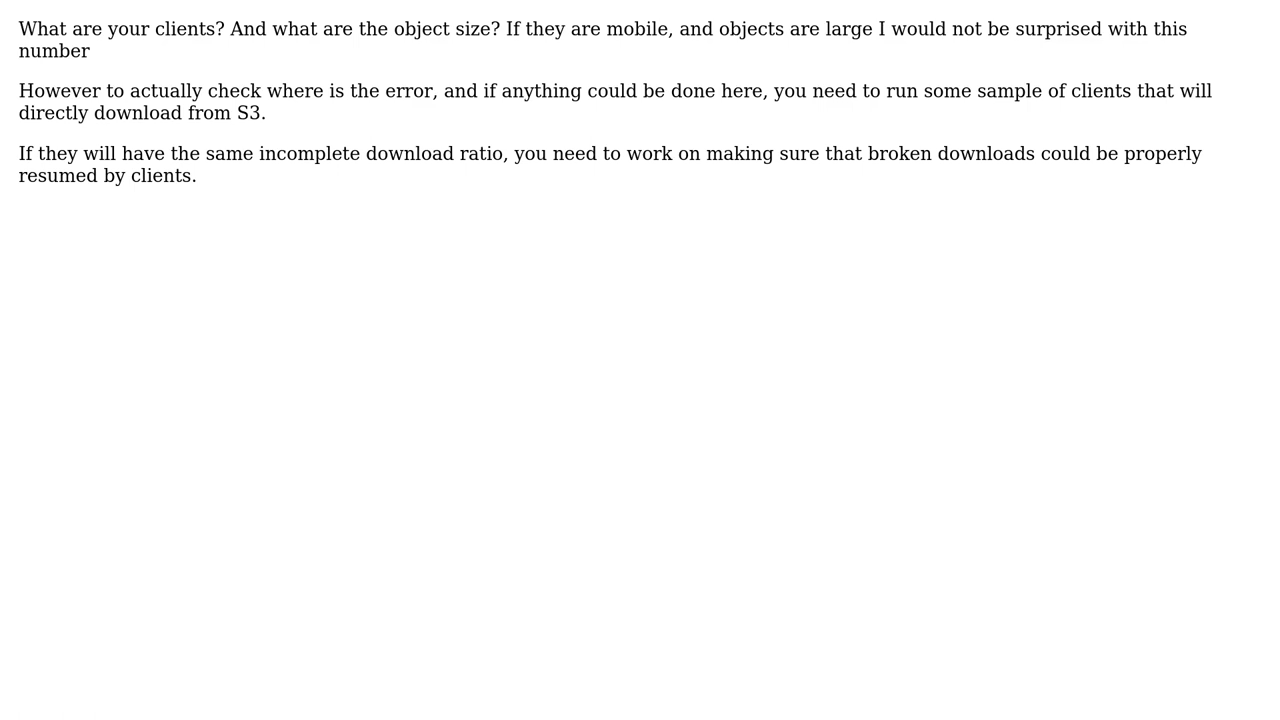 What are your clients? And what are the object size? If they are mobile, and objects are large I would not be surprised with this
number
However to actually check where is the error, and if anything could be done here, you need to run some sample of clients that will
directly download from S3.
If they will have the same incomplete download ratio, you need to work on making sure that broken downloads could be properly
resumed by clients.